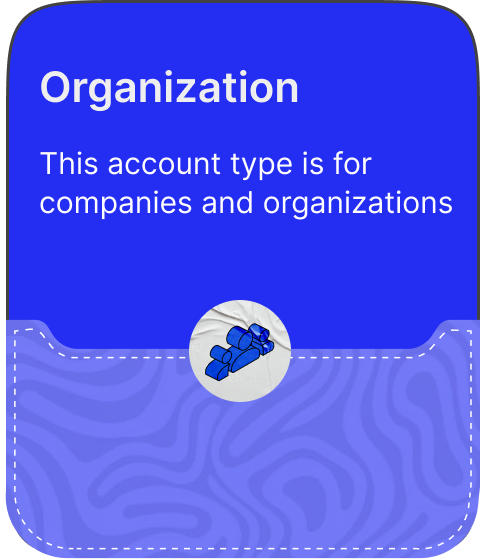 Organization
This account type is for
companies and organizations